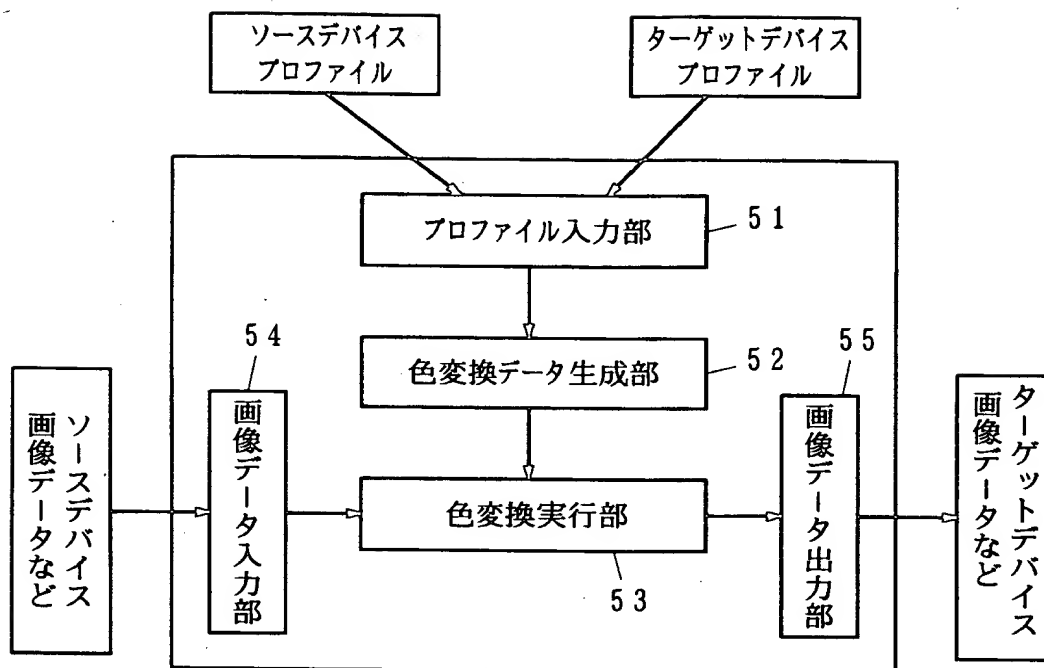 ソースデバイス
プロファイル
ターゲットデバイス
プロファイル
プロファイル入力部
51
54
55
色変換データ生成部
52
ソースデバイス
画像データなど
画像データ入力部
色変換実行部
53
画像データ出力部
ターゲットデバイス
画像データなど